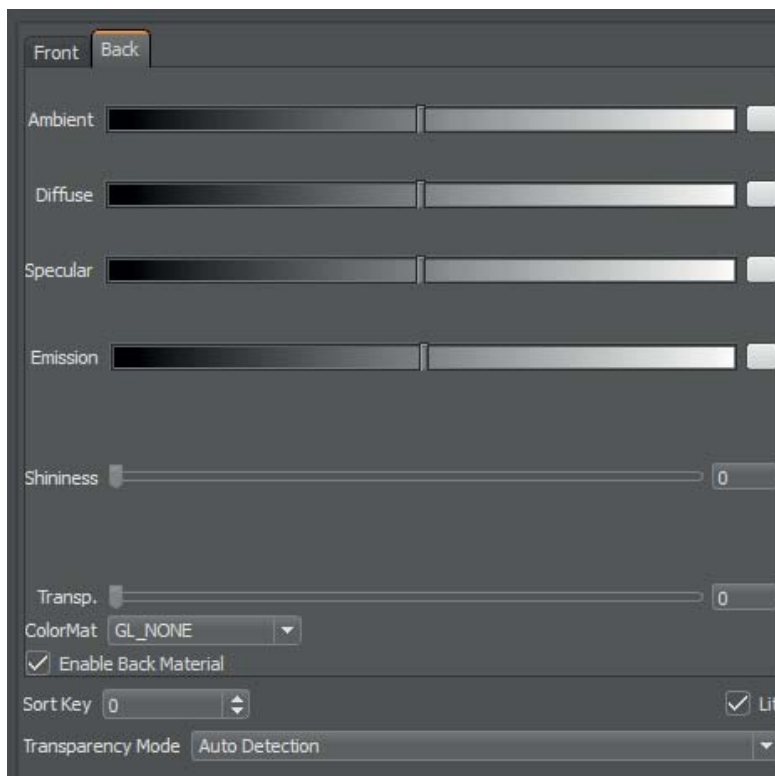 Front Back
Ambient
Diffuse
Specular
Emission
Shininess 0
Transp. 0
ColorMat GL_NONE
Enable Back Material
Sort Key 0
Transparency Mode Auto Detection